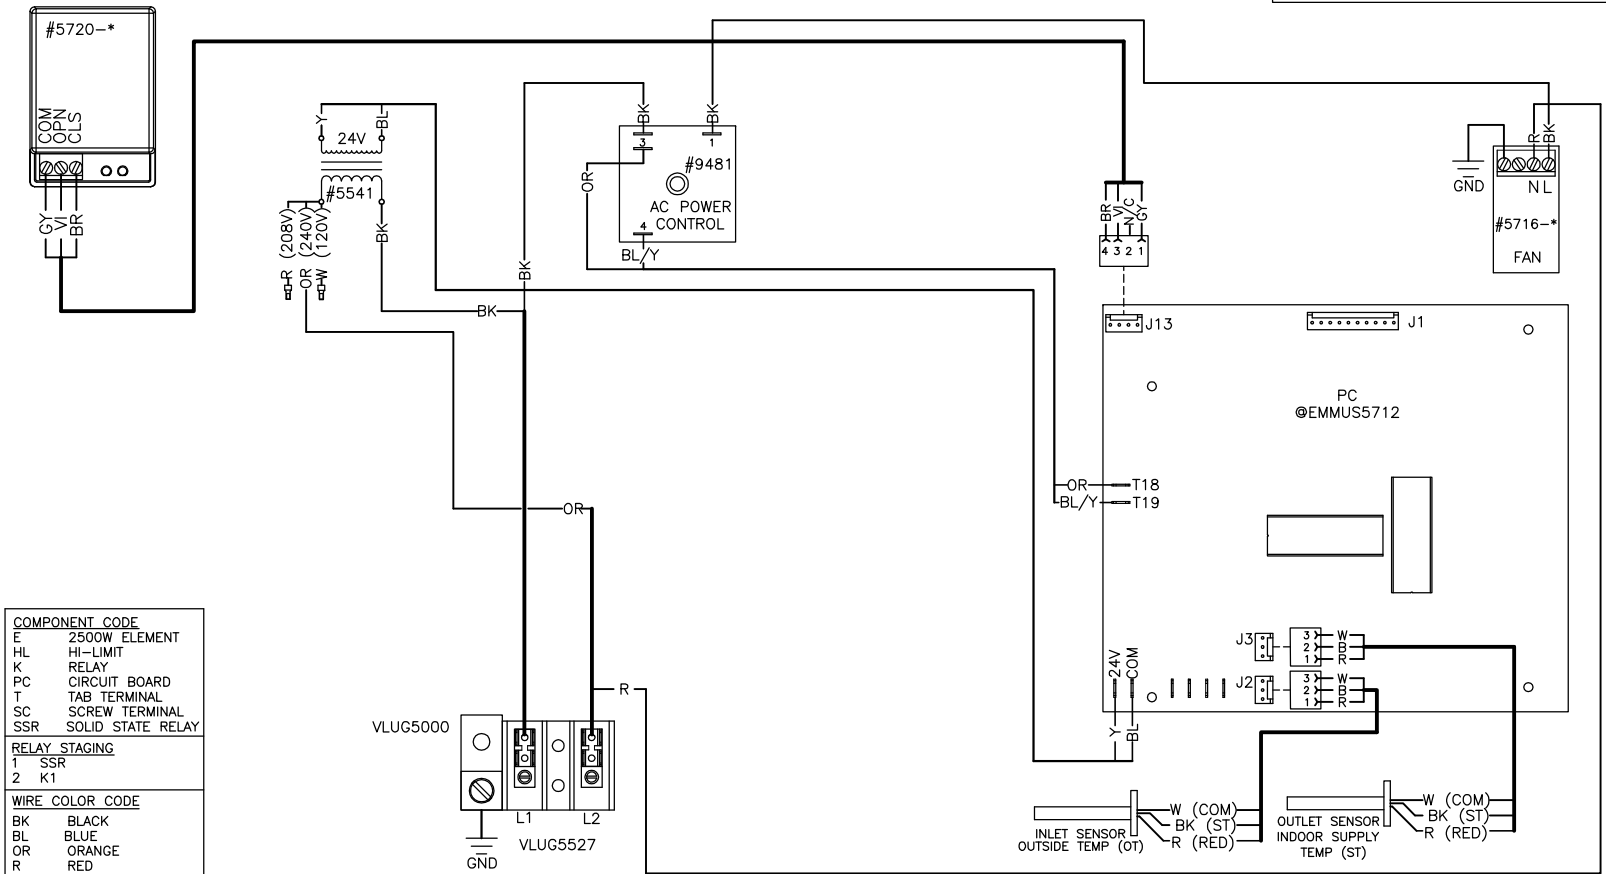 #5720-*
COM
OPN
CLS
GY
VI
BR
Y
BL
24V
#5541
R (208V)
OR (240V)
W (120V)
BK
BK
BK
BK
BK
3
1
#9481
AC POWER
CONTROL
4
OR
BL/Y
BR
VI
N/C
GY
4 3 2 1
J13
J1
R
BK
GND
N L
#5716-*
FAN
PC
@EMMUS5712
OR
T18
BL/Y
T19
OR
R
J3
3 W
2 B
1 R
J2
3 W
2 B
1 R
24V
COM
Y
BL
VLUG5000
L1
L2
GND
VLUG5527
INLET SENSOR
OUTSIDE TEMP (OT)
W (COM)
BK (ST)
R (RED)
OUTLET SENSOR
INDOOR SUPPLY
TEMP (ST)
W (COM)
BK (ST)
R (RED)
COMPONENT CODE
E 2500W ELEMENT
HL HI-LIMIT
K RELAY
PC CIRCUIT BOARD
T TAB TERMINAL
SC SCREW TERMINAL
SSR SOLID STATE RELAY
RELAY STAGING
1 SSR
2 K1
WIRE COLOR CODE
BK BLACK
BL BLUE
OR ORANGE
R RED